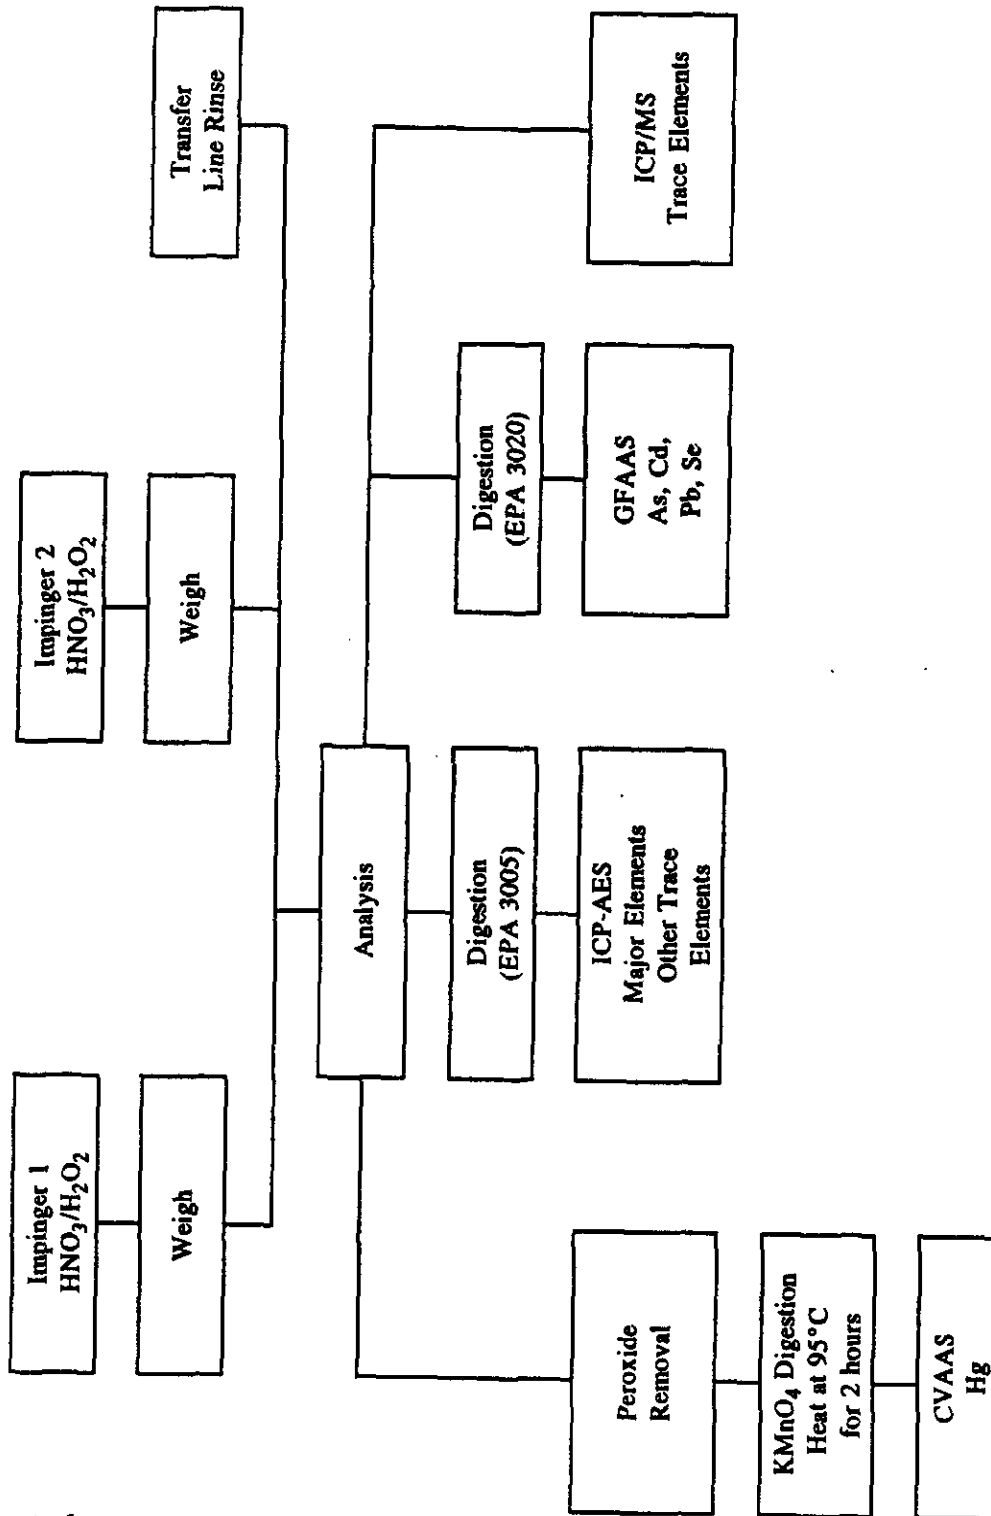 Impinger 1
HNO3/H2O2
Weigh
Impinger 2
HNO3/H2O2
Weigh
Transfer
Line Rinse
Analysis
Peroxide
Removal
KMnO4 Digestion
Heat at 95°C
for 2 hours
CVAAS
Hg
Digestion
(EPA 3005)
ICP-AES
Major Elements
Other Trace
Elements
Digestion
(EPA 3020)
GFAAS
As, Cd,
Pb, Se
ICP/MS
Trace Elements